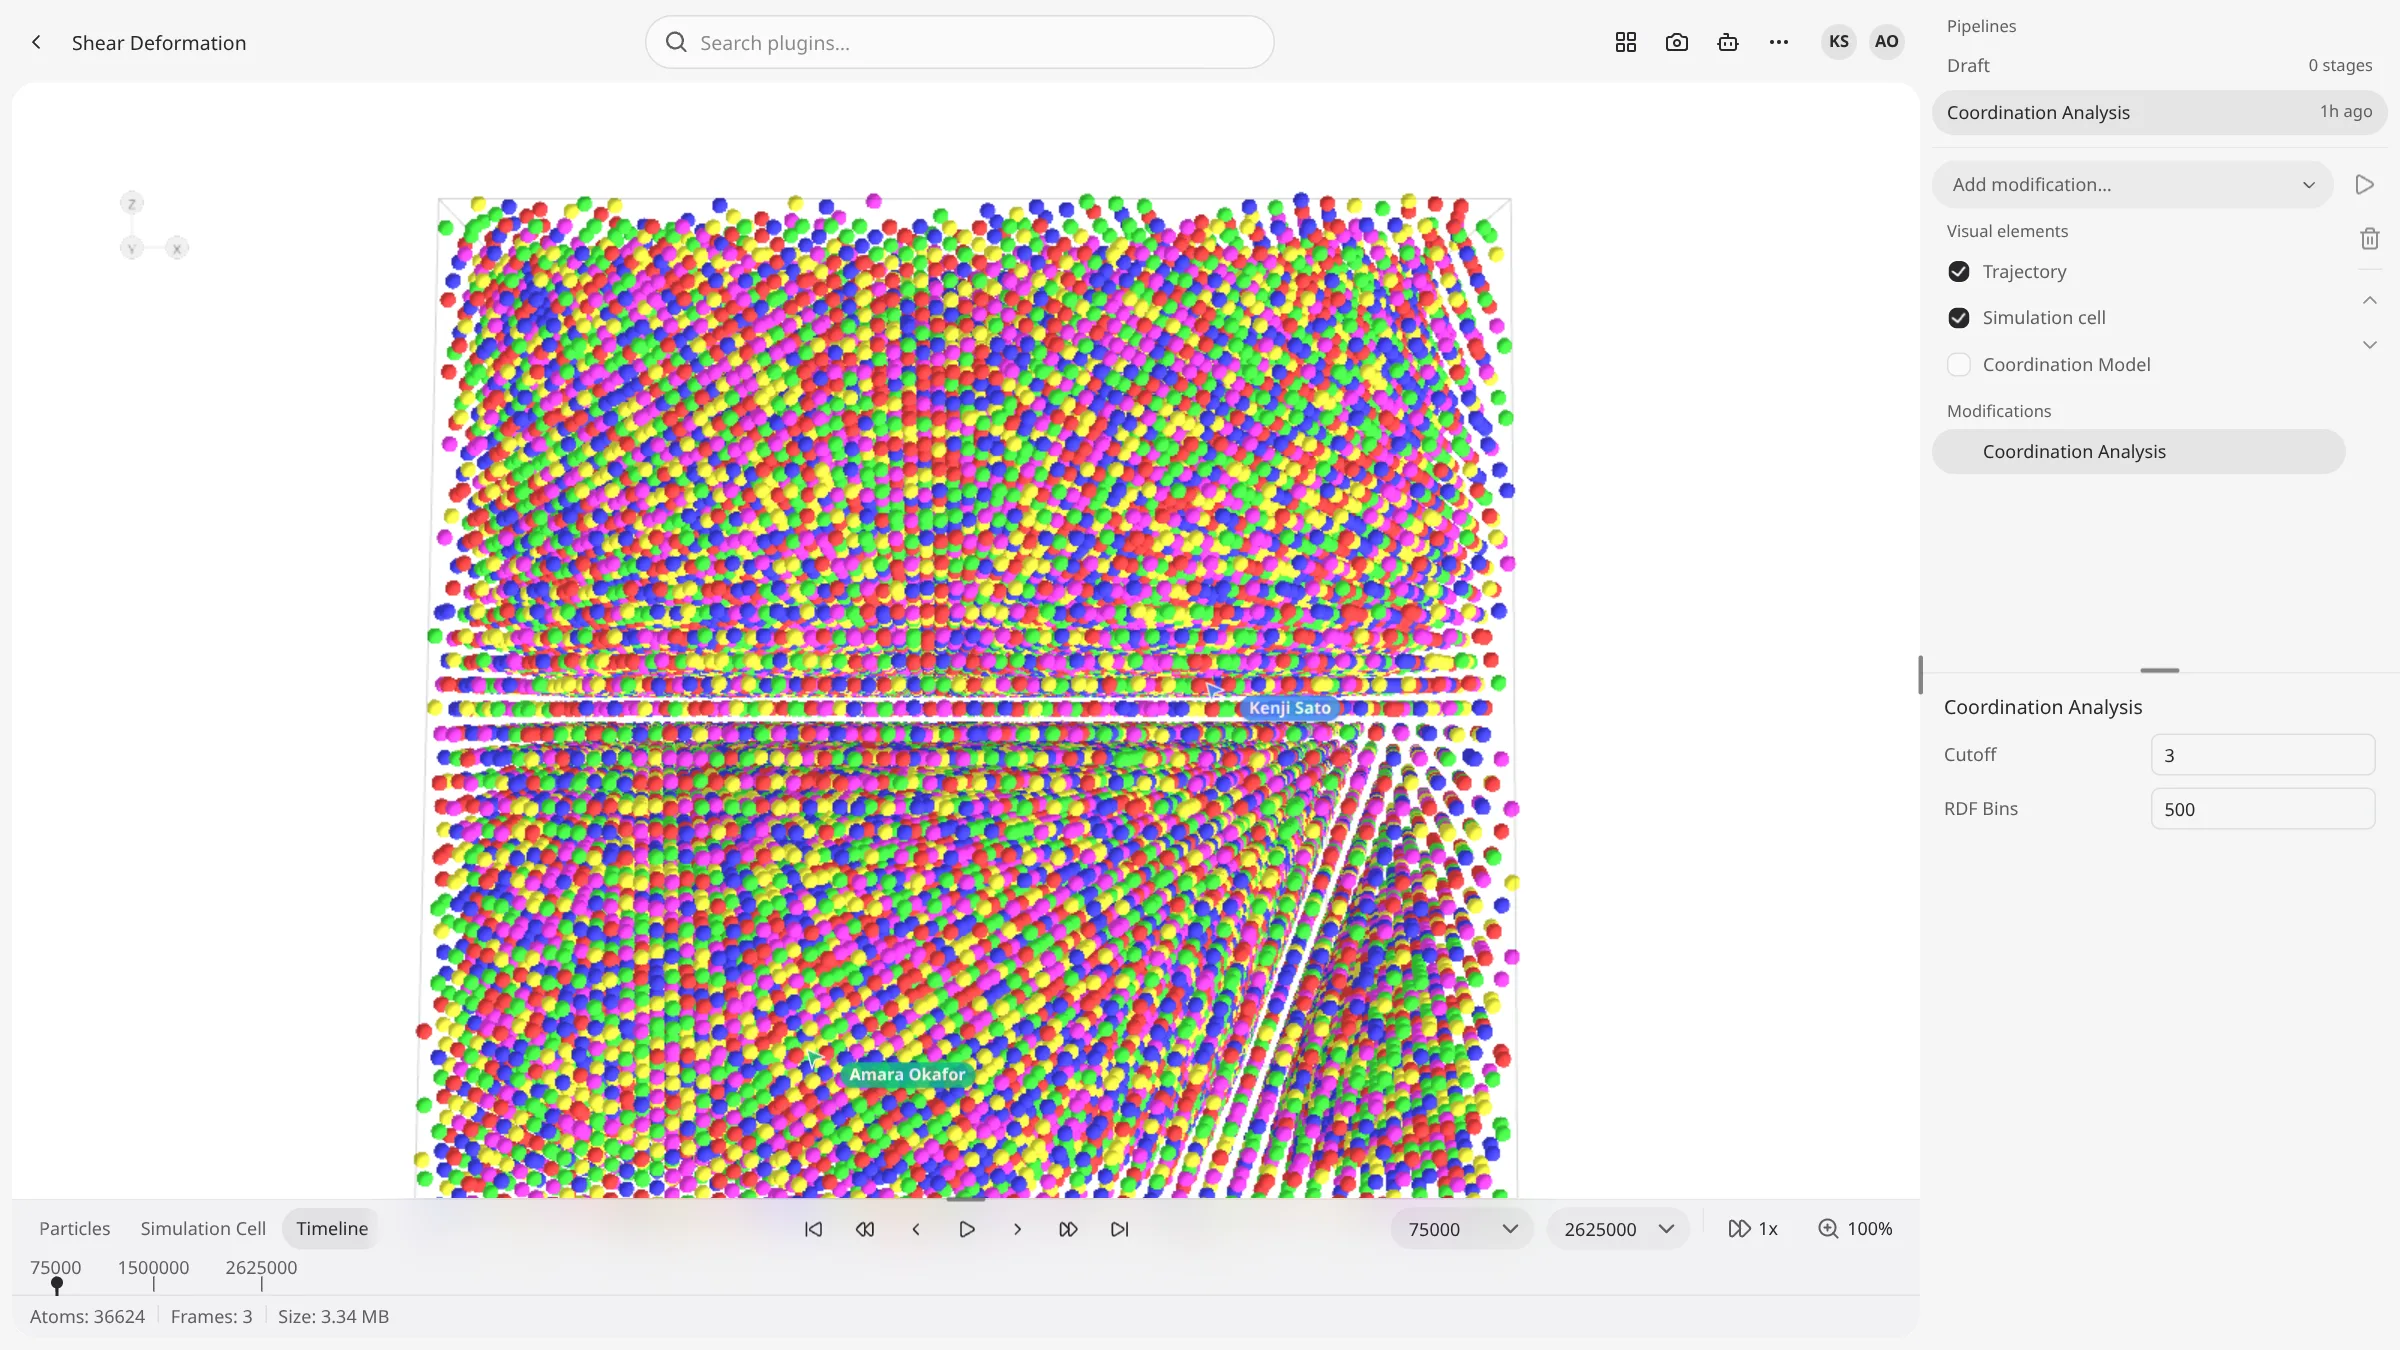 Shear Deformation
Search plugins...
KS
AO
Pipelines
Draft
0 stages
Coordination Analysis
1h ago
Add modification...
Visual elements
Trajectory
Simulation cell
Coordination Model
Modifications
Coordination Analysis
Z
Y
X
Kenji Sato
Amara Okafor
Coordination Analysis
Cutoff
3
RDF Bins
500
Particles
Simulation Cell
Timeline
75000
2625000
1x
100%
75000
1500000
2625000
Atoms: 36624
Frames: 3
Size: 3.34 MB